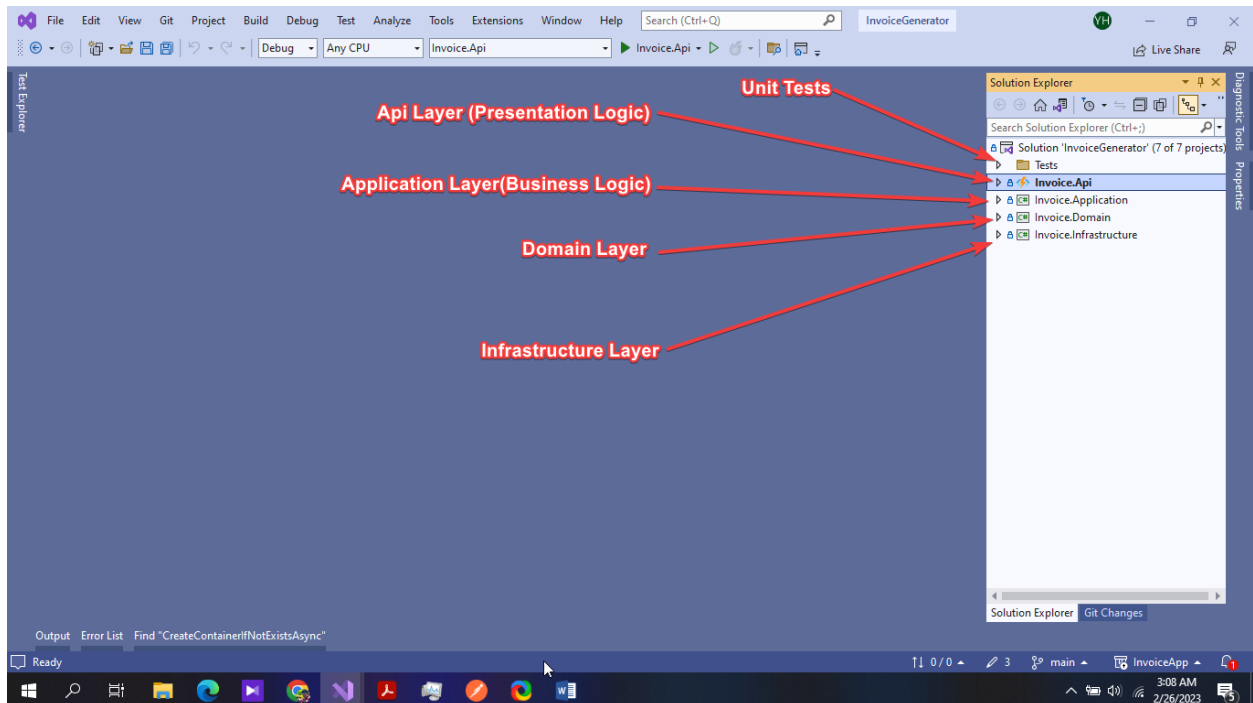 File Edit View Git Project Build Debug Test Analyze Tools Extensions Window Help Search (Ctrl+Q) InvoiceGenerator YH
Debug Any CPU Invoice.Api Invoice.Api Live Share
Test Explorer
Unit Tests
Api Layer (Presentation Logic)
Application Layer(Business Logic)
Domain Layer
Infrastructure Layer
Solution Explorer
Search Solution Explorer (Ctrl+;)
Solution 'InvoiceGenerator' (7 of 7 projects)
Tests
Invoice.Api
Invoice.Application
Invoice.Domain
Invoice.Infrastructure
Solution Explorer Git Changes
Diagnostic Tools
Properties
Output Error List Find "CreateContainerIfNotExistsAsync"
Ready 0 / 0 3 main InvoiceApp 1
3:08 AM
2/26/2023 5